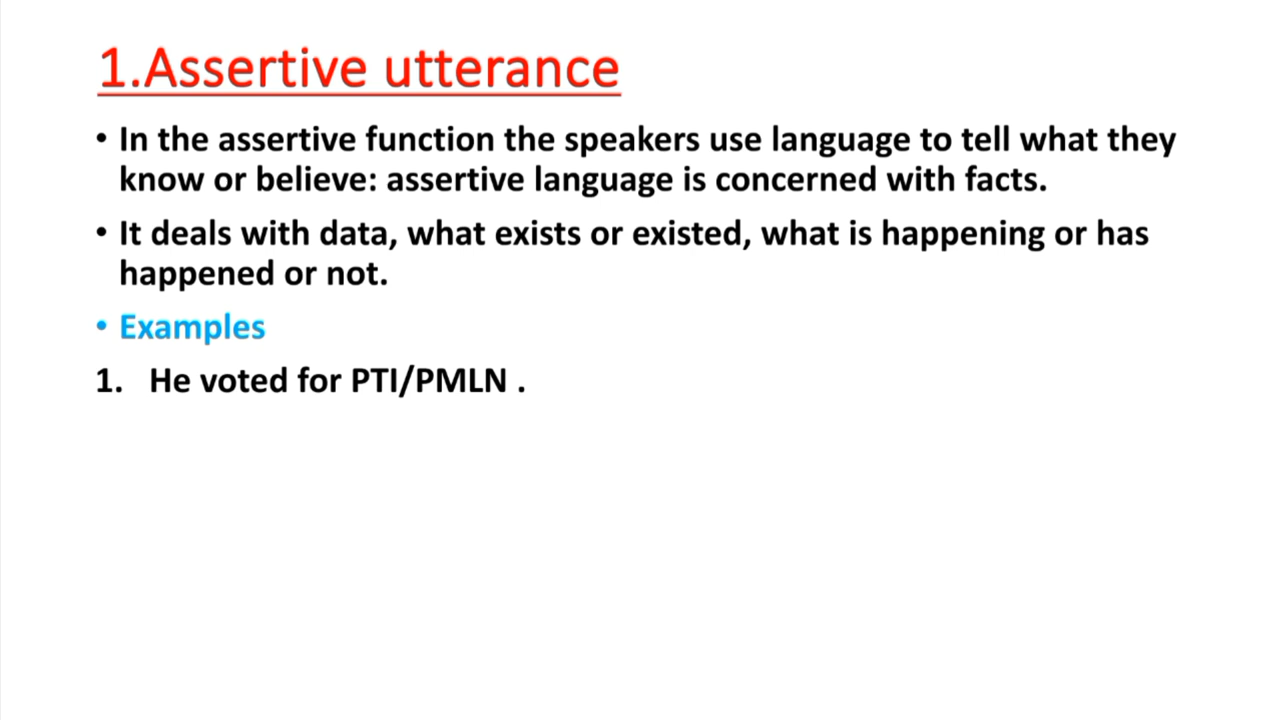 1.Assertive utterance
• In the assertive function the speakers use language to tell what they
know or believe: assertive language is concerned with facts.
• It deals with data, what exists or existed, what is happening or has
happened or not.
• Examples
1. He voted for PTI/PMLN .